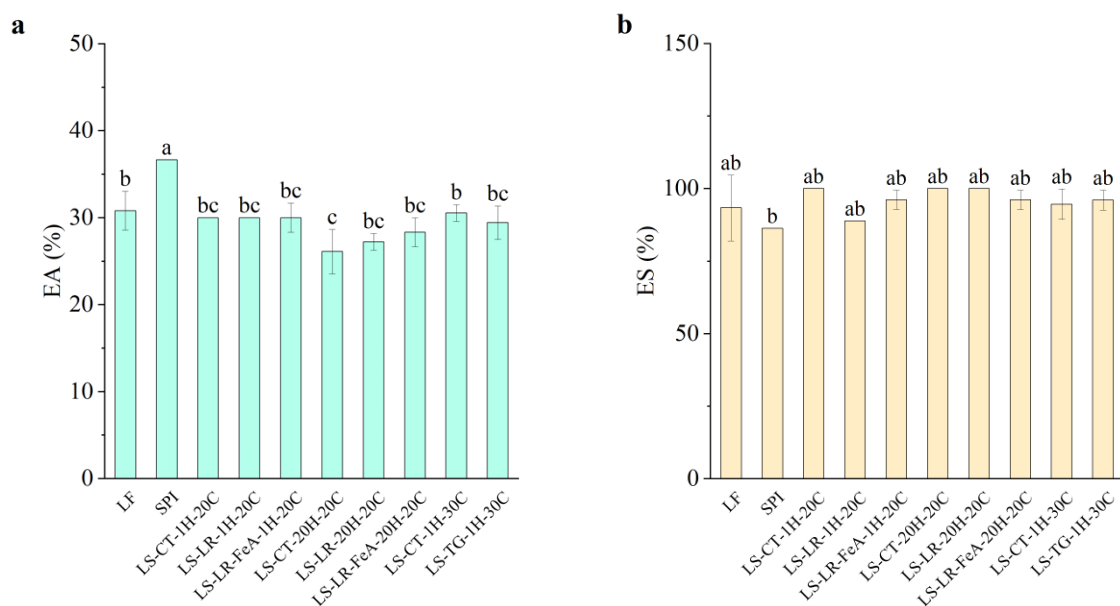 a
EA (%)
50
40
30
20
10
0
b
a
bc
bc
bc
c
bc
bc
b
bc
LF
SPI
LS-CT-1H-20C
LS-LR-1H-20C
LS-LR-FeA-1H-20C
LS-CT-20H-20C
LS-LR-20H-20C
LS-LR-FeA-20H-20C
LS-CT-1H-30C
LS-TG-1H-30C
b
ES (%)
150
100
50
0
ab
b
ab
ab
ab
ab
ab
ab
ab
ab
LF
SPI
LS-CT-1H-20C
LS-LR-1H-20C
LS-LR-FeA-1H-20C
LS-CT-20H-20C
LS-LR-20H-20C
LS-LR-FeA-20H-20C
LS-CT-1H-30C
LS-TG-1H-30C